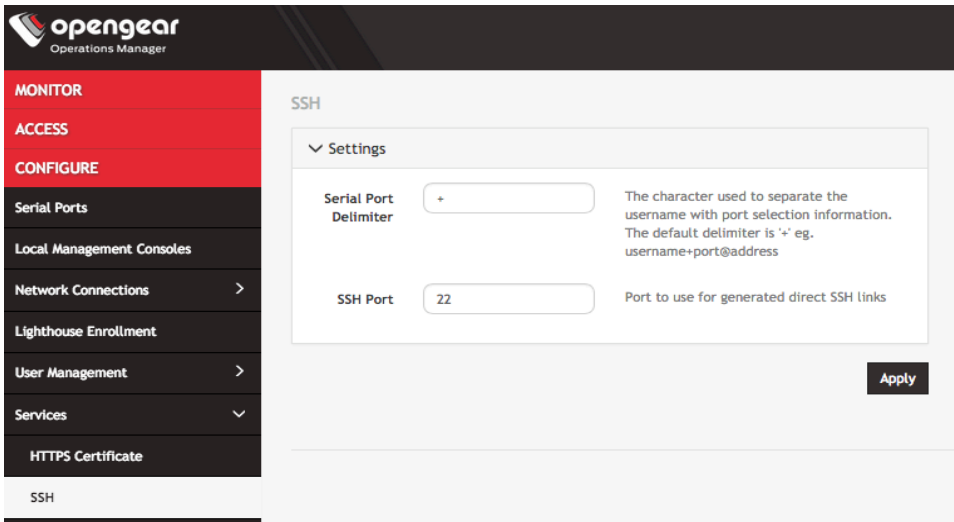 opengear
Operations Manager
MONITOR
ACCESS
CONFIGURE
Serial Ports
Local Management Consoles
Network Connections
Lighthouse Enrollment
User Management
Services
HTTPS Certificate
SSH
SSH
Settings
Serial Port
Delimiter
+
The character used to separate the
username with port selection information.
The default delimiter is '+' eg.
username+port@address
SSH Port
22
Port to use for generated direct SSH links
Apply